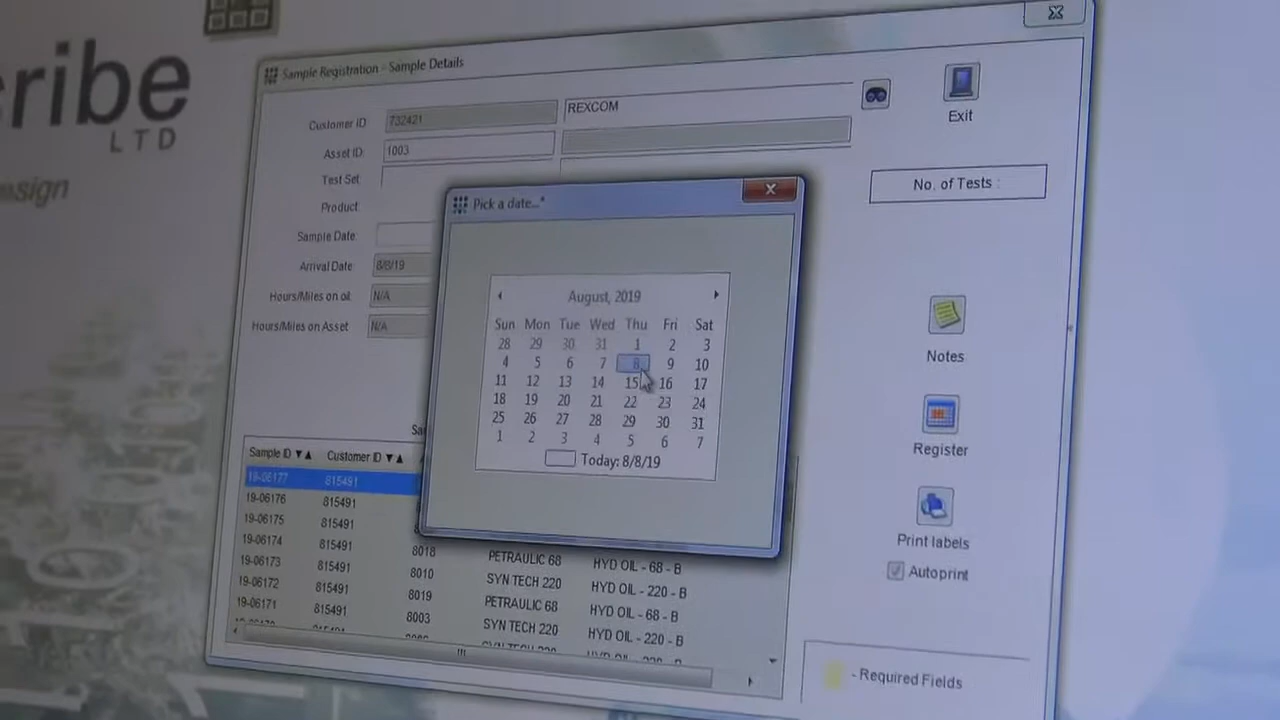 cribe
LTD
Sample Registration - Sample Details
Exit
Customer ID 732421 REXCOM
Asset ID: 1003
Test Set
Product
Sample Date
Arrival Date 8/8/19
Hours/Miles on oil: N/A
Hours/Miles on Asset N/A
No. of Tests :
Pick a date...*
August, 2019
Sun Mon Tue Wed Thu Fri Sat
28 29 30 31 1 2 3
4 5 6 7 8 9 10
11 12 13 14 15 16 17
18 19 20 21 22 23 24
25 26 27 28 29 30 31
1 2 3 4 5 6 7
Today: 8/8/19
Notes
Register
Print labels
Autoprint
- Required Fields
Sample ID Customer ID
19-06177 815491
19-06176 815491
19-06175 815491
19-06174 815491 8018 PETRAULIC 68 HYD OIL - 68 - B
19-06173 815491 8010 SYN TECH 220 HYD OIL - 220 - B
19-06172 815491 8019 PETRAULIC 68 HYD OIL - 68 - B
19-06171 815491 8003 SYN TECH 220 HYD OIL - 220 - B